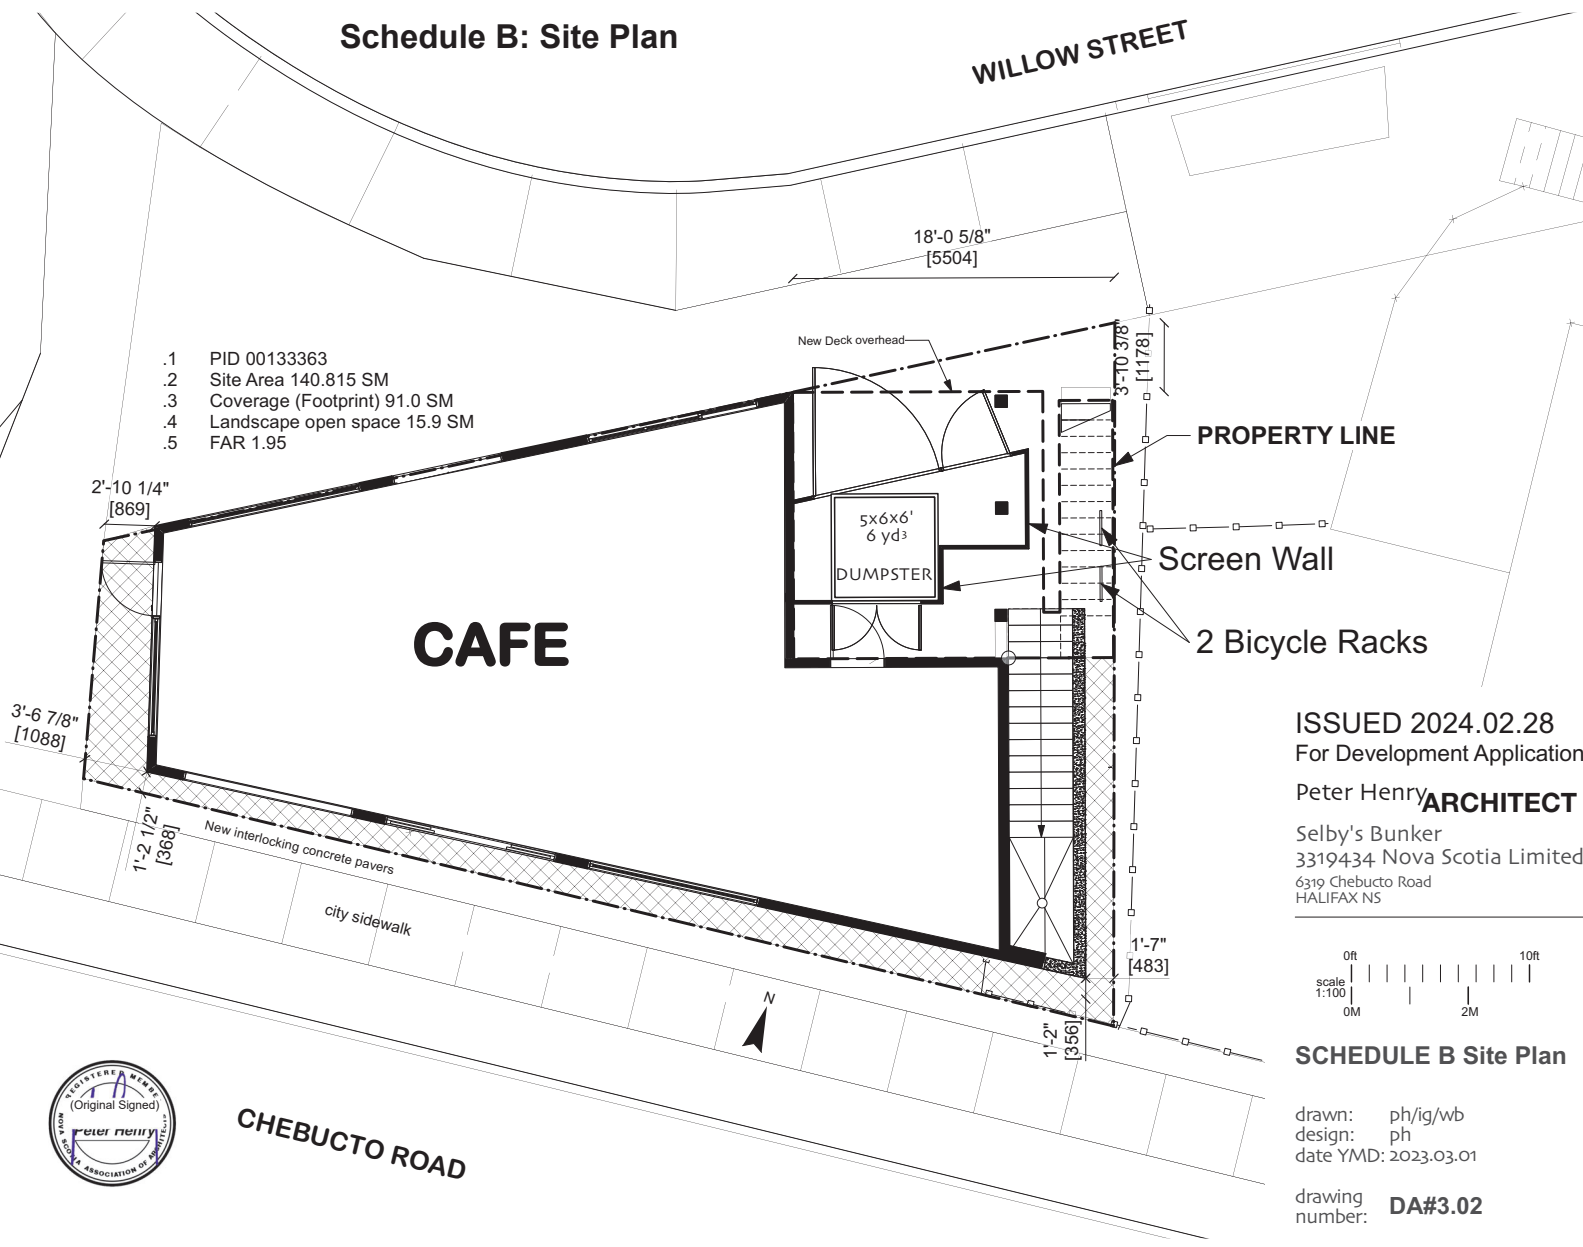 Schedule B: Site Plan
WILLOW STREET
18'-0 5/8"
[5504]
New Deck overhead
3'-10 3/8"
[1178]
.1 PID 00133363
.2 Site Area 140.815 SM
.3 Coverage (Footprint) 91.0 SM
.4 Landscape open space 15.9 SM
.5 FAR 1.95
PROPERTY LINE
2'-10 1/4"
[869]
5x6x6'
6 yd3
DUMPSTER
Screen Wall
CAFE
2 Bicycle Racks
3'-6 7/8"
[1088]
1'-2 1/2"
[368]
New interlocking concrete pavers
city sidewalk
ISSUED 2024.02.28
For Development Application
Peter Henry ARCHITECT
Selby's Bunker
3319434 Nova Scotia Limited
6319 Chebucto Road
HALIFAX NS
1'-7"
[483]
0ft 10ft
scale
1:100
0M 2M
N
1'-2"
[356]
SCHEDULE B Site Plan
REGISTERED MEMBE
(Original Signed)
Peter Henry
NOVA SCOTIA ASSOCIATION OF ARCHITECTS
CHEBUCTO ROAD
drawn: ph/ig/wb
design: ph
date YMD: 2023.03.01
drawing
number: DA#3.02